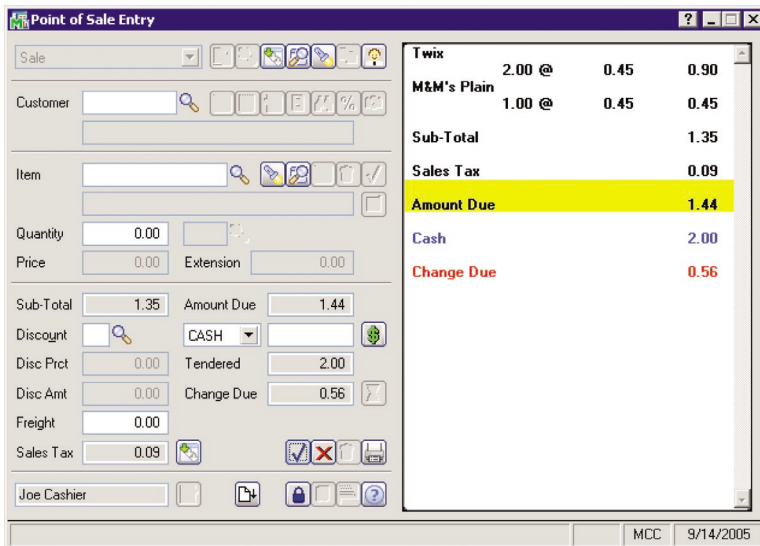 Point of Sale Entry
Sale
Customer
Item
Quantity 0.00
Price 0.00 Extension 0.00
Sub-Total 1.35 Amount Due 1.44
Discount CASH
Disc Prct 0.00 Tendered 2.00
Disc Amt 0.00 Change Due 0.56
Freight 0.00
Sales Tax 0.09
Joe Cashier
Twix
2.00 @ 0.45 0.90
M&M's Plain
1.00 @ 0.45 0.45
Sub-Total 1.35
Sales Tax 0.09
Amount Due 1.44
Cash 2.00
Change Due 0.56
MCC 9/14/2005